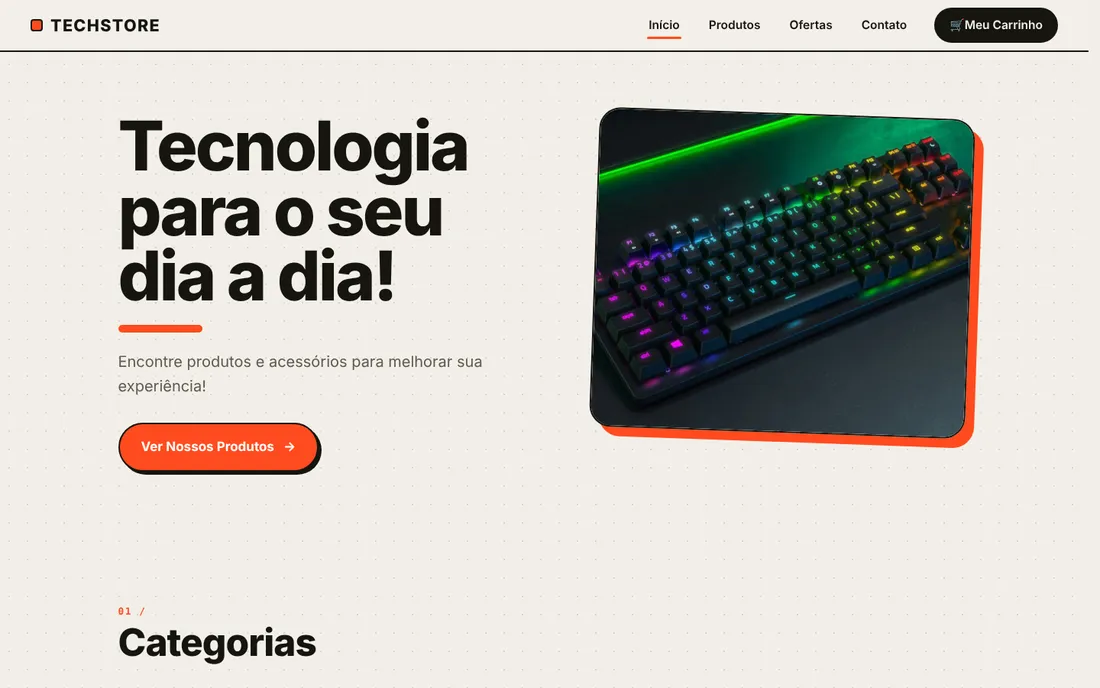 TECHSTORE
Início
Produtos
Ofertas
Contato
🛒Meu Carrinho
Tecnologia
para o seu
dia a dia!
Encontre produtos e acessórios para melhorar sua
experiência!
Ver Nossos Produtos →
01 /
Categorias